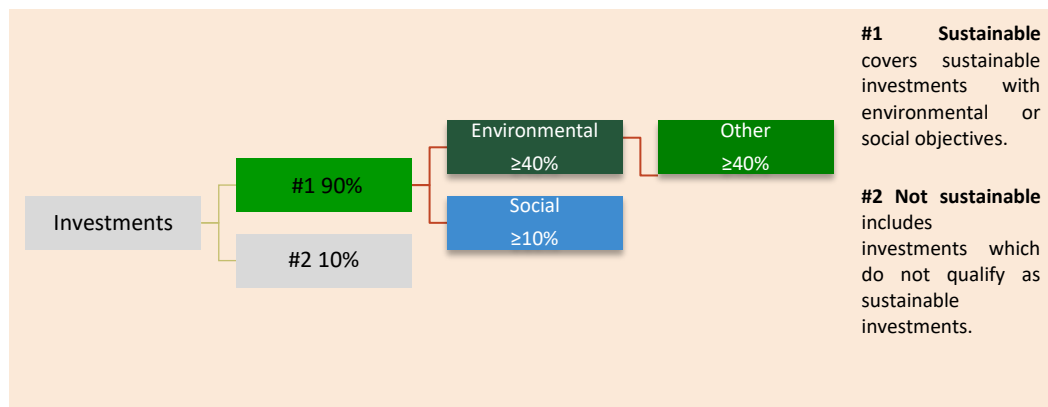 Investments
#1 90%
#2 10%
Environmental
≥40%
Social
≥10%
Other
≥40%
#1 Sustainable
covers sustainable
investments with
environmental or
social objectives.
#2 Not sustainable
includes
investments which
do not qualify as
sustainable
investments.